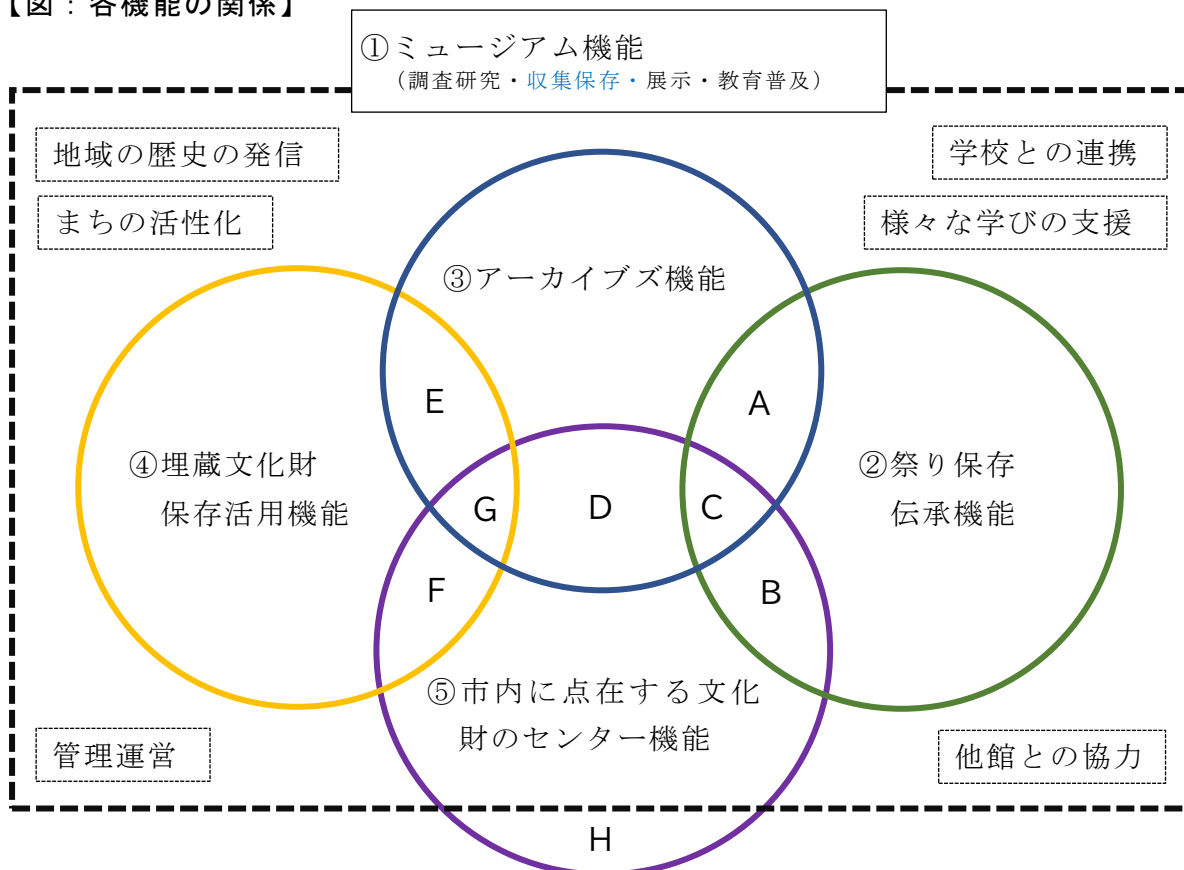 【図：各機能の関係】
①ミュージアム機能
（調査研究・収集保存・展示・教育普及）
地域の歴史の発信
学校との連携
まちの活性化
様々な学びの支援
③アーカイブズ機能
E
A
④埋蔵文化財
保存活用機能
②祭り保存
伝承機能
G
D
C
F
B
⑤市内に点在する文化
財のセンター機能
管理運営
他館との協力
H